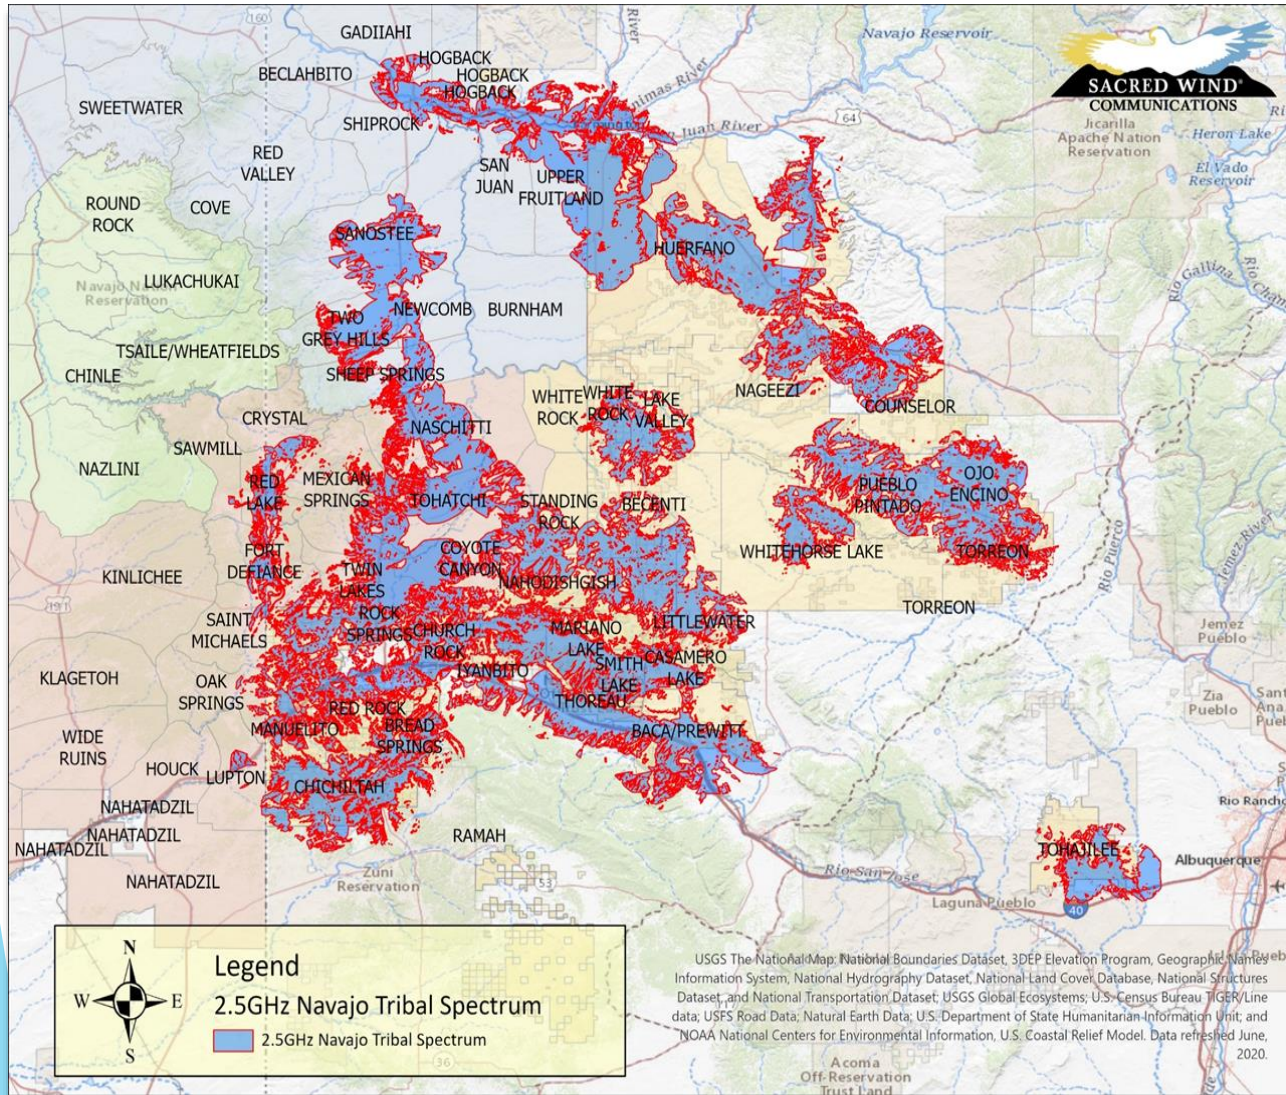 160
GADIIAHI
River
Navajo Reservoir
HOGBACK
BECLAHBITO
HOGBACK
HOGBACK
SACRED WIND
COMMUNICATIONS
SWEETWATER
SHIPROCK
Animas River
San Juan River
64
Jicarilla
Apache Nation
Reservation
Heron Lake
El Vado
Reservoir
RED
VALLEY
SAN
JUAN
UPPER
FRUITLAND
ROUND
ROCK
COVE
SANOSTEE
HUERFANO
Rio Gallina
LUKACHUKAI
Reservation
NEWCOMB
BURNHAM
TWO
GREY HILLS
TSAILE/WHEATFIELDS
CHINLE
SHEEP SPRINGS
NAGEEZI
WHITE
ROCK
WHITE
ROCK
LAKE
VALLEY
COUNSELOR
CRYSTAL
NASCHITTI
SAWMILL
NAZLINI
RED
LAKE
MEXICAN
SPRINGS
TOHATCHI
STANDING
ROCK
BECENTI
PUEBLO
PINTADO
OJO
ENCINO
WHITEHORSE LAKE
TORREON
Rio Puerco
Jemez River
KINLICHEE
FORT
DEFIANCE
TWIN
LAKES
COYOTE
CANYON
NAHODISHGISH
191
TORREON
SAINT
MICHAELS
ROCK
SPRINGS
CHURCH
ROCK
MARIANO
LAKE
LITTLEWATER
Jemez
Pueblo
KLAGETOH
OAK
SPRINGS
IYANBITO
SMITH
LAKE
CASAMERO
LAKE
Zia
Pueblo
RED ROCK
THOREAU
MANUELITO
BREAD
SPRINGS
BACA/PREWITT
WIDE
RUINS
HOUCK
LUPTON
CHICHILTAH
NAHATADZIL
NAHATADZIL
NAHATADZIL
NAHATADZIL
RAMAH
Zuni
Reservation
53
Rio San Jose
TOHAJILEE
Rio Rancho
Albuquerque
Laguna Pueblo
40
N
W
E
S
Legend
2.5GHz Navajo Tribal Spectrum
2.5GHz Navajo Tribal Spectrum
36
USGS The National Map: National Boundaries Dataset, 3DEP Elevation Program, Geographic Names
Information System, National Hydrography Dataset, National Land Cover Database, National Structures
Dataset, and National Transportation Dataset; USGS Global Ecosystems; U.S. Census Bureau TIGER/Line
data; USFS Road Data; Natural Earth Data; U.S. Department of State Humanitarian Information Unit; and
NOAA National Centers for Environmental Information, U.S. Coastal Relief Model. Data refreshed June,
2020.
Acoma
Off-Reservation
Trust Land